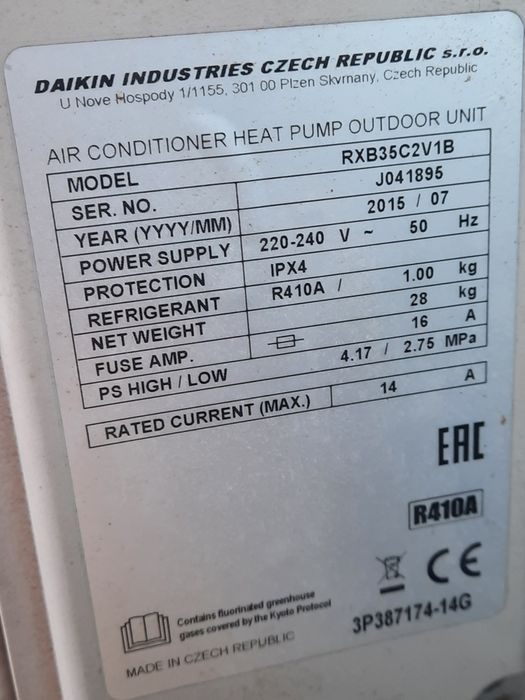 DAIKIN INDUSTRIES CZECH REPUBLIC s.r.o.
U Nove Hospody 1/1155, 301 00 Plzen Skvrnany, Czech Republic
AIR CONDITIONER HEAT PUMP OUTDOOR UNIT
MODEL RXB35C2V1B
SER. NO. J041895
YEAR (YYYY/MM) 2015 / 07
POWER SUPPLY 220-240 V ~ 50 Hz
PROTECTION IPX4
REFRIGERANT R410A / 1.00 kg
NET WEIGHT 28 kg
FUSE AMP. 16 A
PS HIGH / LOW 4.17 / 2.75 MPa
RATED CURRENT (MAX.) 14 A
EAC
R410A
CE
Contains fluorinated greenhouse
gases covered by the Kyoto Protocol
3P387174-14G
MADE IN CZECH REPUBLIC